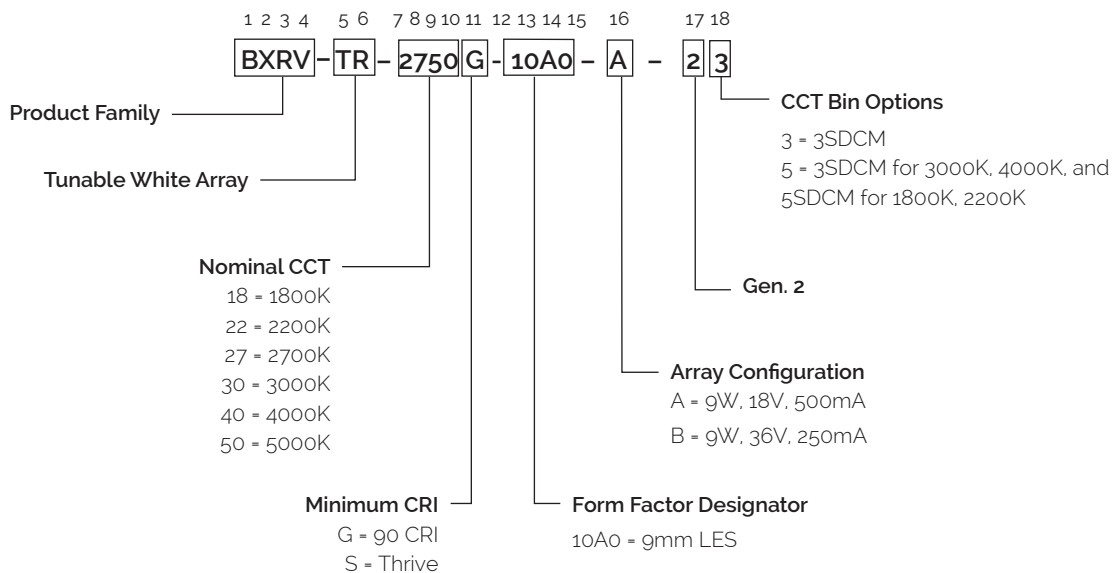 1 2 3 4 5 6 7 8 9 10 11 12 13 14 15 16 17 18
BXRV – TR – 2750 G - 10A0 – A – 2 3
Product Family
Tunable White Array
CCT Bin Options
3 = 3SDCM
5 = 3SDCM for 3000K, 4000K, and
5SDCM for 1800K, 2200K
Nominal CCT
18 = 1800K
22 = 2200K
27 = 2700K
30 = 3000K
40 = 4000K
50 = 5000K
Gen. 2
Array Configuration
A = 9W, 18V, 500mA
B = 9W, 36V, 250mA
Minimum CRI
G = 90 CRI
S = Thrive
Form Factor Designator
10A0 = 9mm LES